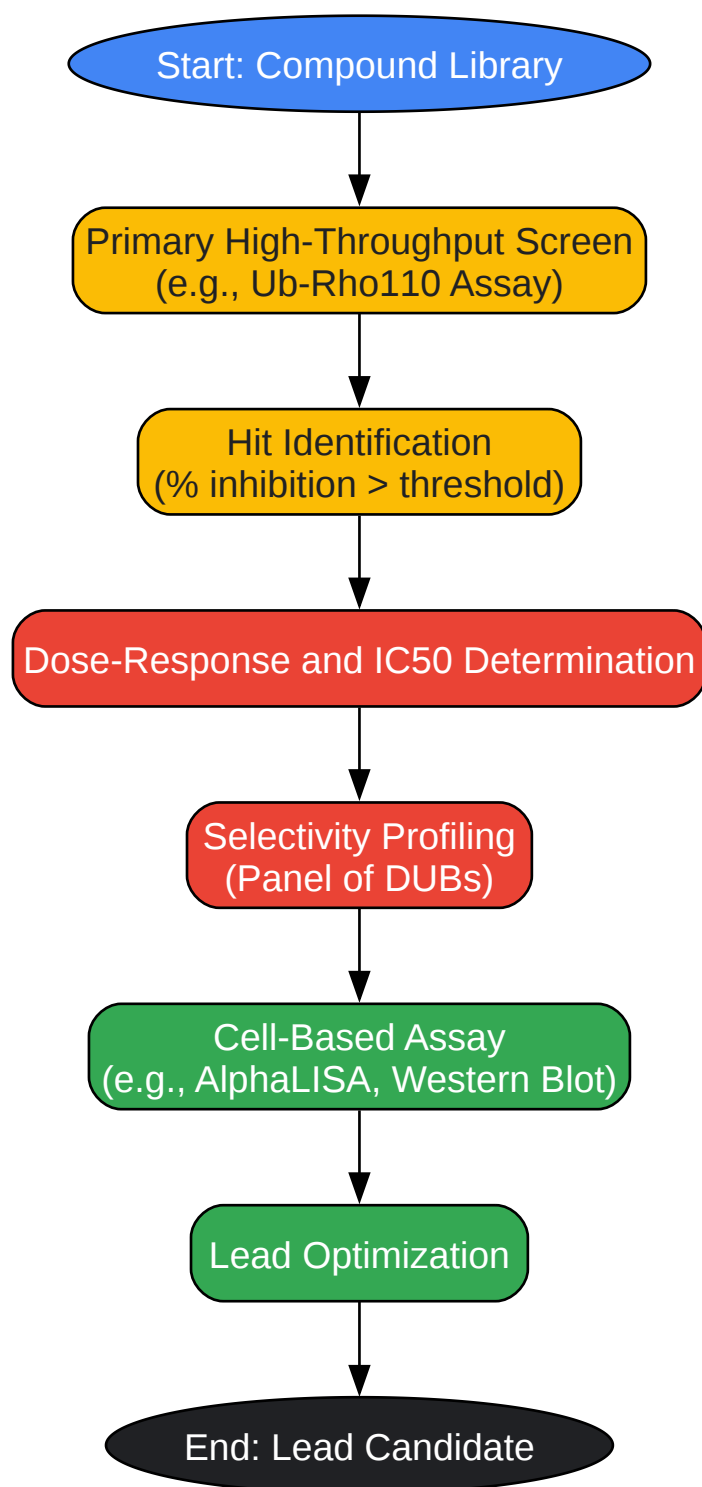 Start: Compound Library
Primary High-Throughput Screen
(e.g., Ub-Rho110 Assay)
Hit Identification
(% inhibition > threshold)
Dose-Response and IC50 Determination
Selectivity Profiling
(Panel of DUBs)
Cell-Based Assay
(e.g., AlphaLISA, Western Blot)
Lead Optimization
End: Lead Candidate